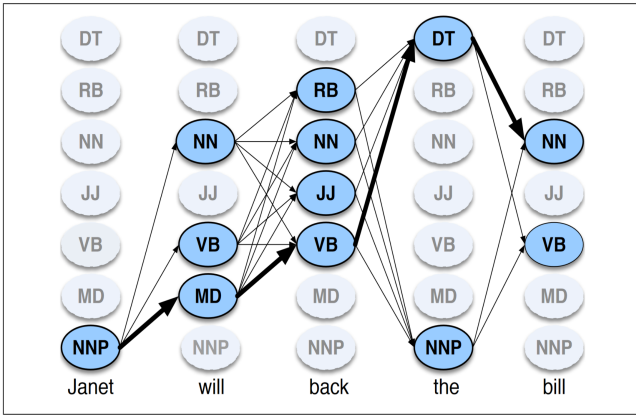 DT DT DT DT DT
RB RB RB RB RB
NN NN NN NN NN
JJ JJ JJ JJ JJ
VB VB VB VB VB
MD MD MD MD MD
NNP NNP NNP NNP NNP
Janet will back the bill